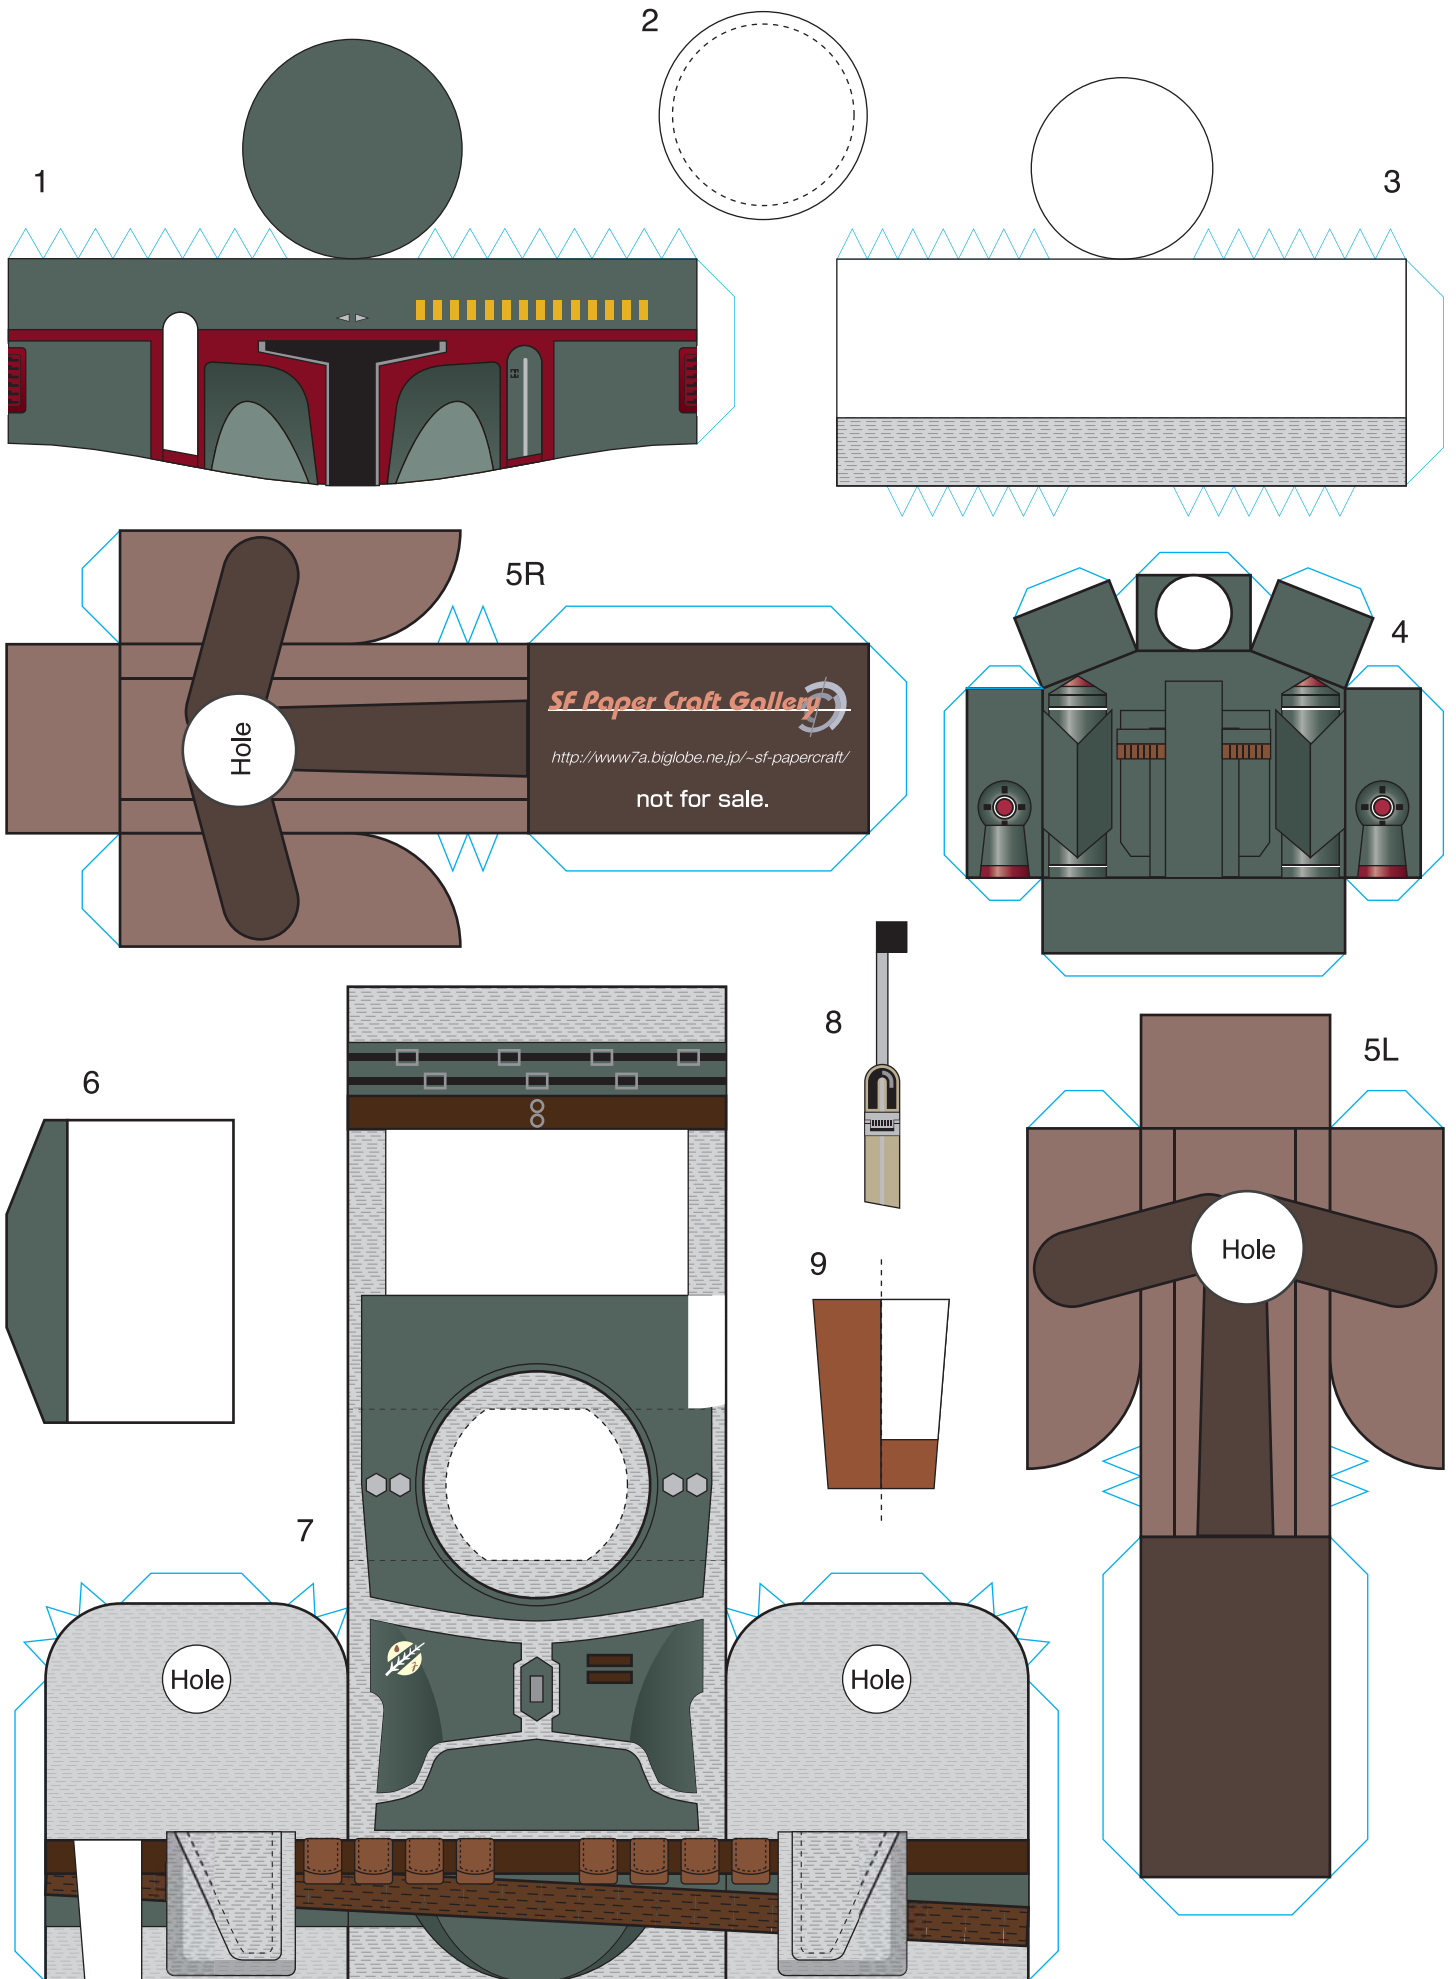 2
1
3
5R
4
SF Paper Craft Gallery
http://www7a.biglobe.ne.jp/~sf-papercraft/
not for sale.
Hole
8
5L
6
Hole
9
7
Hole
Hole